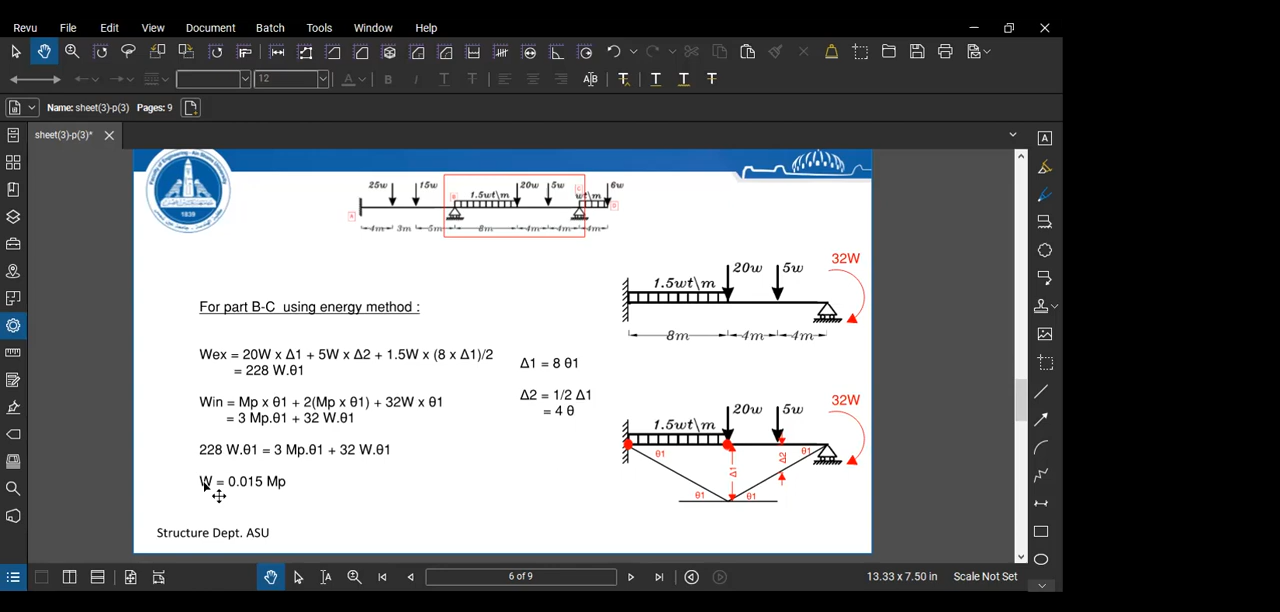 Revu File Edit View Document Batch Tools Window Help
12
Name: sheet(3)-p(3) Pages: 9
sheet(3)-p(3)*
1839
25w 15w 1.5wt\m 20w 5w wt\m 6w
A B C D
4m 3m 5m 8m 4m 4m 4m
For part B-C using energy method :
Wex = 20W x Δ1 + 5W x Δ2 + 1.5W x (8 x Δ1)/2
= 228 W.θ1
Win = Mp x θ1 + 2(Mp x θ1) + 32W x θ1
= 3 Mp.θ1 + 32 W.θ1
228 W.θ1 = 3 Mp.θ1 + 32 W.θ1
W = 0.015 Mp
Δ1 = 8 θ1
Δ2 = 1/2 Δ1
= 4 θ
1.5wt\m 20w 5w 32W
8m 4m 4m
1.5wt\m 20w 5w 32W
θ1 Δ1 Δ2 θ1
θ1 θ1
Structure Dept. ASU
6 of 9
13.33 x 7.50 in Scale Not Set